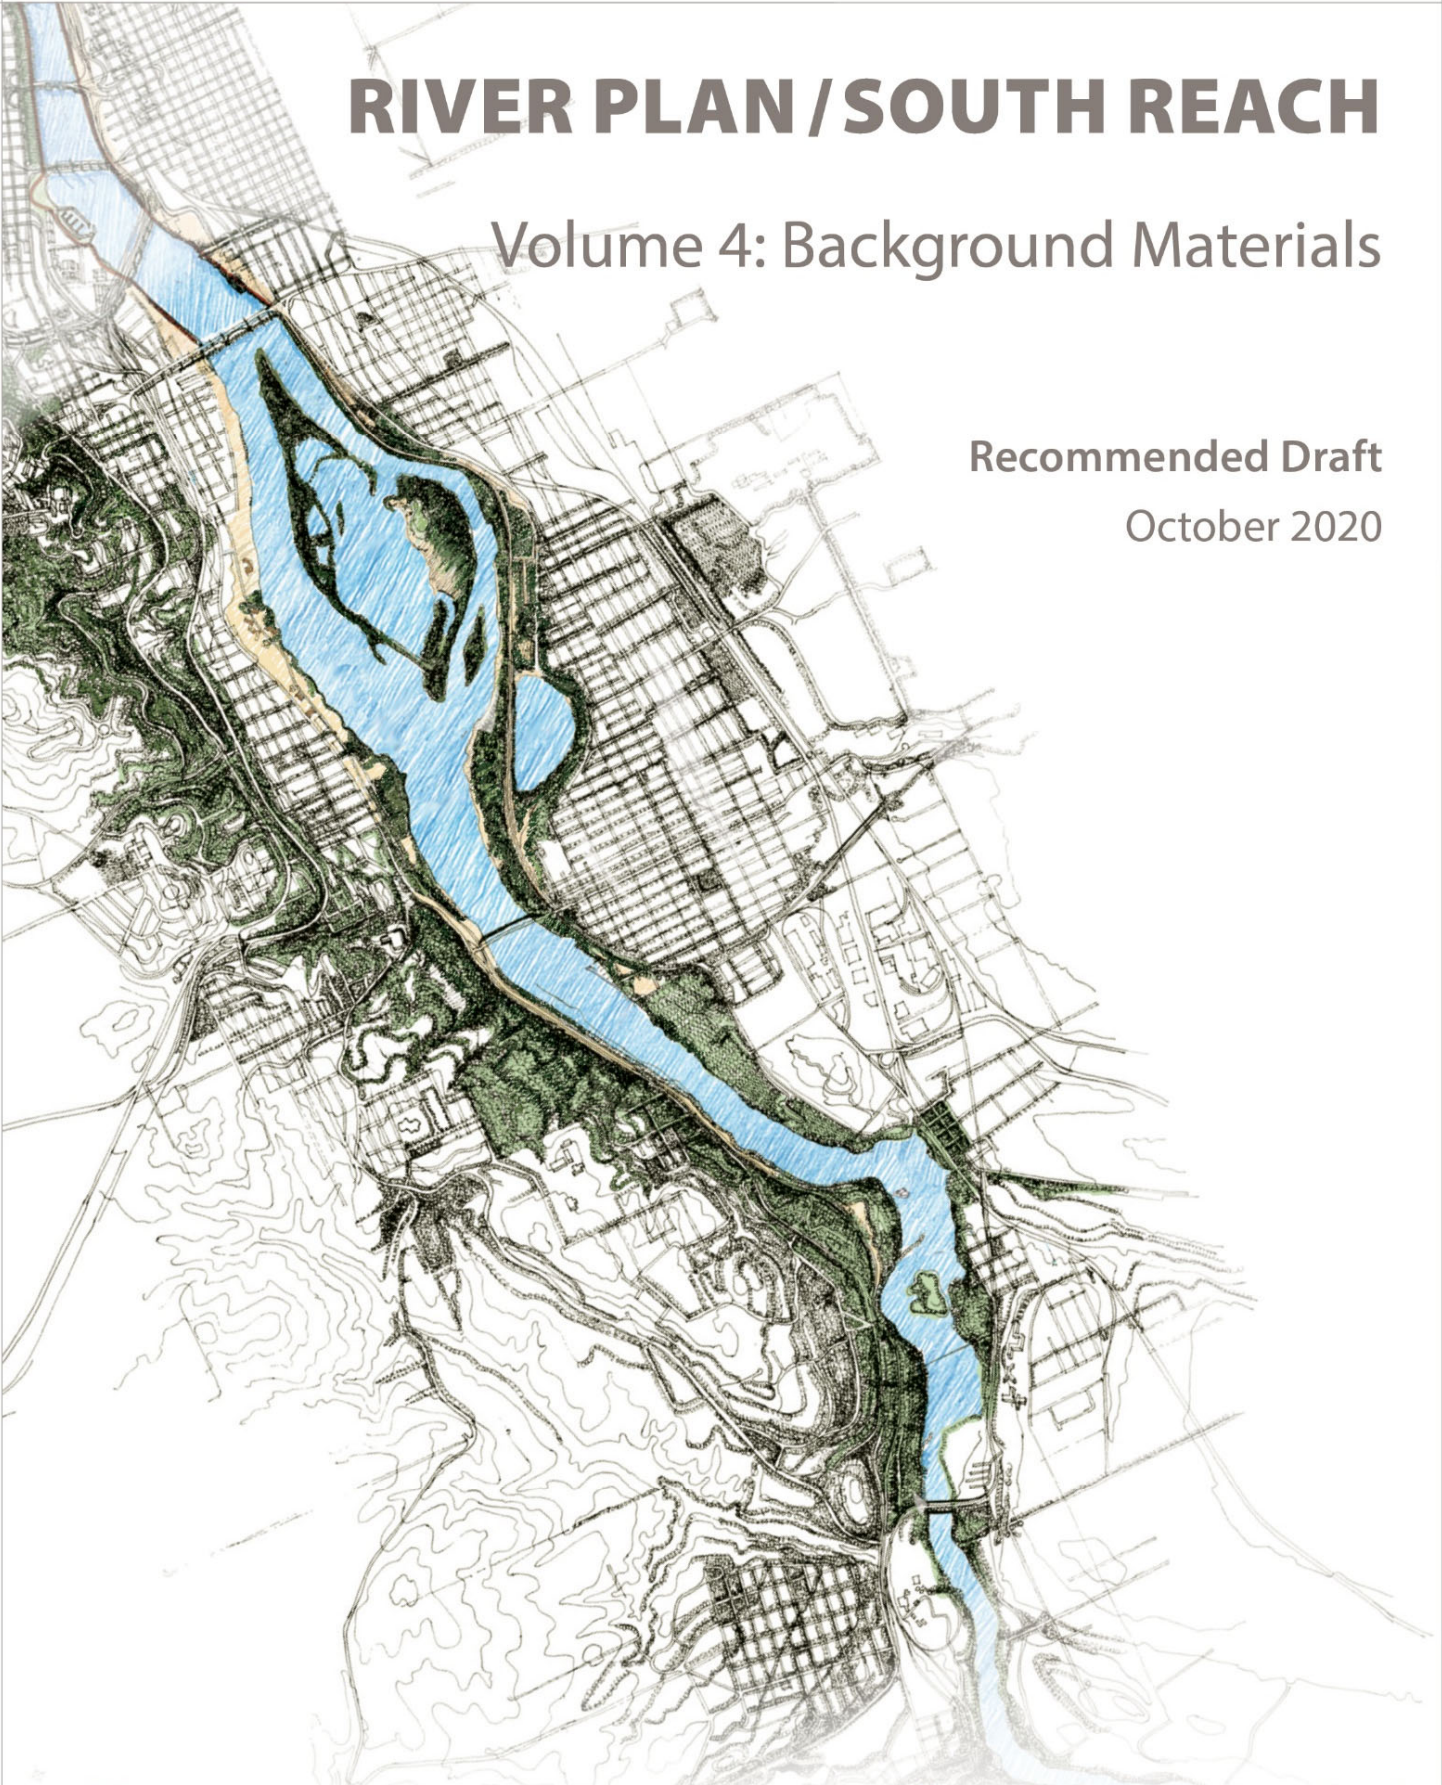 RIVER PLAN/SOUTH REACH
Volume 4: Background Materials
Recommended Draft
October 2020